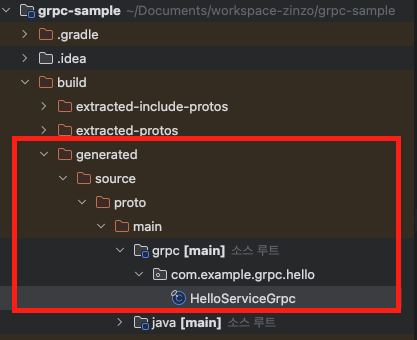 grpc-sample ~/Documents/workspace-zinzo/grpc-sample
.gradle
.idea
build
extracted-include-protos
extracted-protos
generated
source
proto
main
grpc [main] 소스 루트
com.example.grpc.hello
HelloServiceGrpc
java [main] 소스 루트